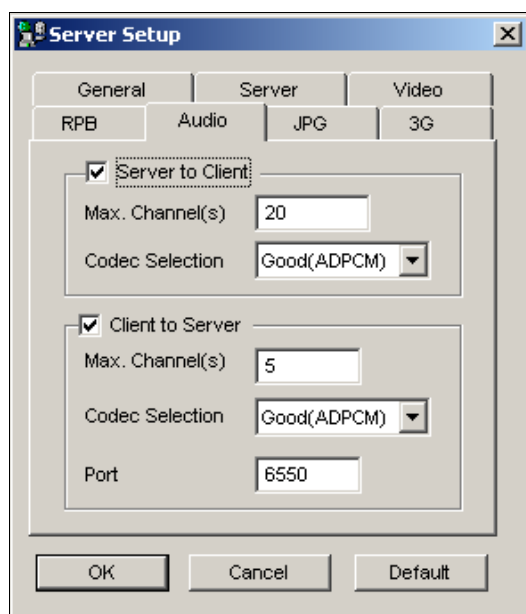 Server Setup
General Server Video
RPB Audio JPG 3G
Server to Client
Max. Channel(s) 20
Codec Selection Good(ADPCM)
Client to Server
Max. Channel(s) 5
Codec Selection Good(ADPCM)
Port 6550
OK Cancel Default